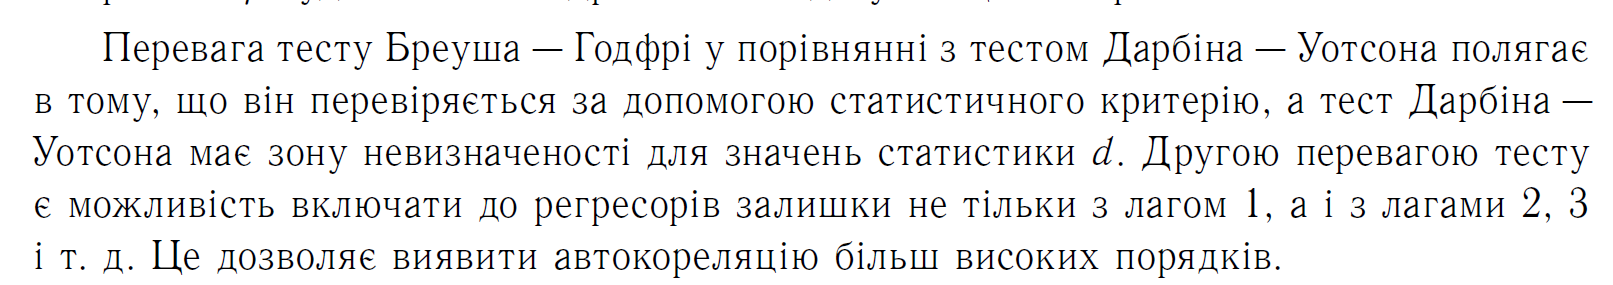 Перевага тесту Бреуша — Годфрі у порівнянні з тестом Дарбіна — Уотсона полягає
в тому, що він перевіряється за допомогою статистичного критерію, а тест Дарбіна —
Уотсона має зону невизначеності для значень статистики d. Другою перевагою тесту
є можливість включати до регресорів залишки не тільки з лагом 1, а і з лагами 2, 3
і т. д. Це дозволяє виявити автокореляцію більш високих порядків.